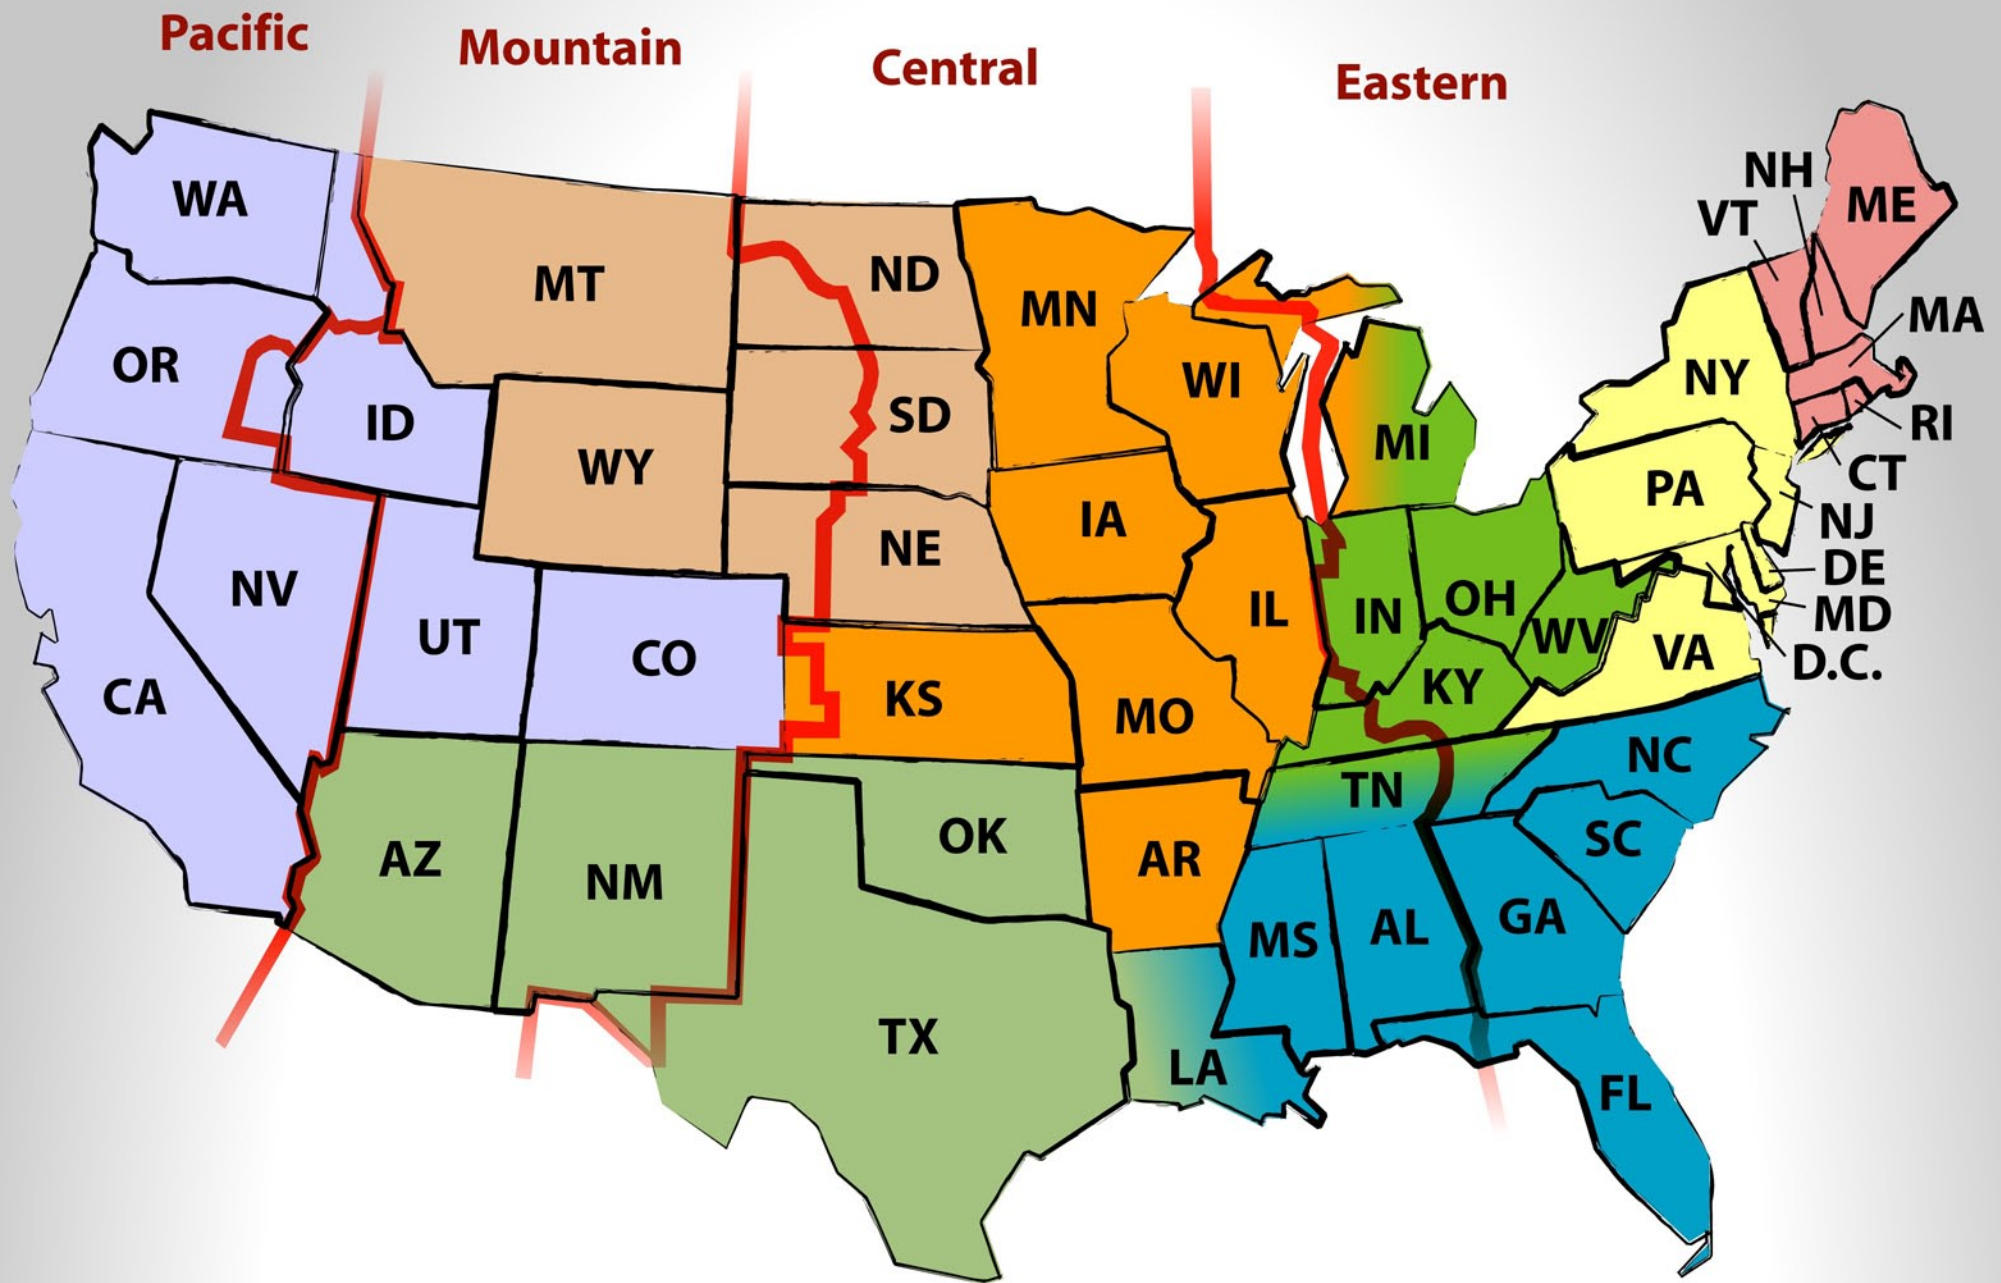 Pacific
Mountain
Central
Eastern
WA
OR
CA
NV
ID
MT
WY
UT
CO
AZ
NM
ND
SD
NE
KS
OK
TX
MN
IA
MO
AR
LA
WI
IL
MI
IN
OH
KY
WV
TN
MS
AL
GA
FL
SC
NC
VA
PA
NY
VT
NH
ME
MA
RI
CT
NJ
DE
MD
D.C.